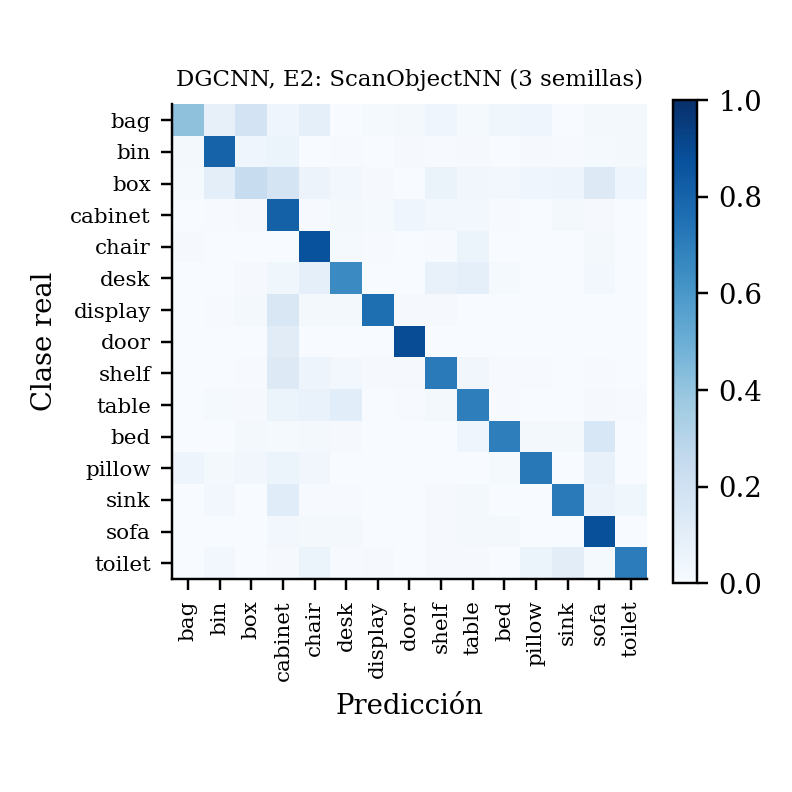 DGCNN, E2: ScanObjectNN (3 semillas)
Clase real
bag
bin
box
cabinet
chair
desk
display
door
shelf
table
bed
pillow
sink
sofa
toilet
bag
bin
box
cabinet
chair
desk
display
door
shelf
table
bed
pillow
sink
sofa
toilet
Predicción
1.0
0.8
0.6
0.4
0.2
0.0